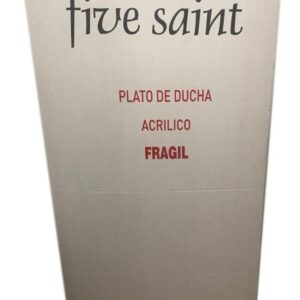 five saint
PLATO DE DUCHA
ACRILICO
FRAGIL